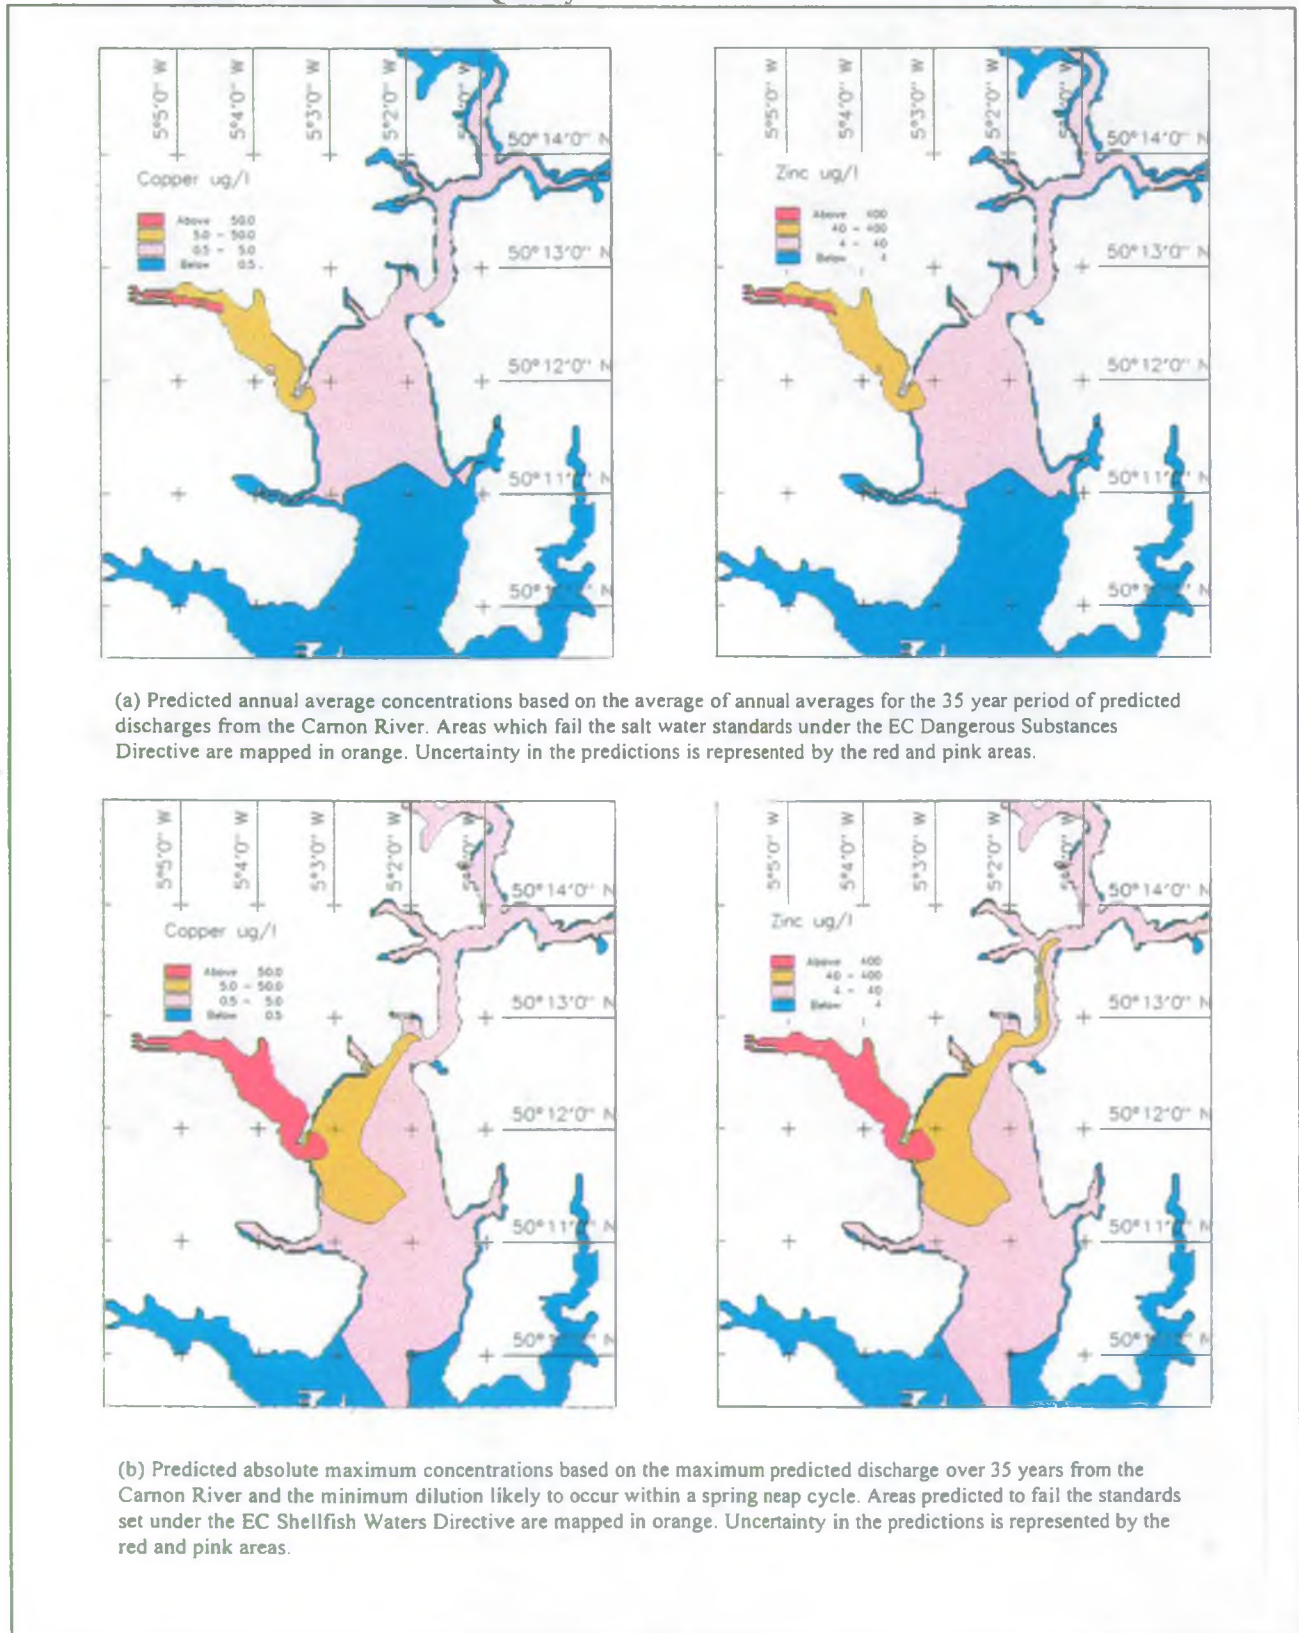 5°5'0" W
5°4'0" W
5°3'0" W
5°2'0" W
50°14'0" N
Copper ug/l
Above 50.0
5.0 - 50.0
0.5 - 5.0
Below 0.5
50°13'0" N
50°12'0" N
50°11' N
5°5'0" W
5°4'0" W
5°3'0" W
5°2'0" W
50°14'0" N
Zinc ug/l
Above 400
40 - 400
4 - 40
Below 4
50°13'0" N
50°12'0" N
50°11' N
(a) Predicted annual average concentrations based on the average of annual averages for the 35 year period of predicted
discharges from the Carnon River. Areas which fail the salt water standards under the EC Dangerous Substances
Directive are mapped in orange. Uncertainty in the predictions is represented by the red and pink areas.
5°5'0" W
5°4'0" W
5°3'0" W
5°2'0" W
50°14'0" N
Copper ug/l
Above 50.0
5.0 - 50.0
0.5 - 5.0
Below 0.5
50°13'0" N
50°12'0" N
50°11' N
5°5'0" W
5°4'0" W
5°3'0" W
5°2'0" W
50°14'0" N
Zinc ug/l
Above 400
40 - 400
4 - 40
Below 4
50°13'0" N
50°12'0" N
50°11' N
(b) Predicted absolute maximum concentrations based on the maximum predicted discharge over 35 years from the
Carnon River and the minimum dilution likely to occur within a spring neap cycle. Areas predicted to fail the standards
set under the EC Shellfish Waters Directive are mapped in orange. Uncertainty in the predictions is represented by the
red and pink areas.